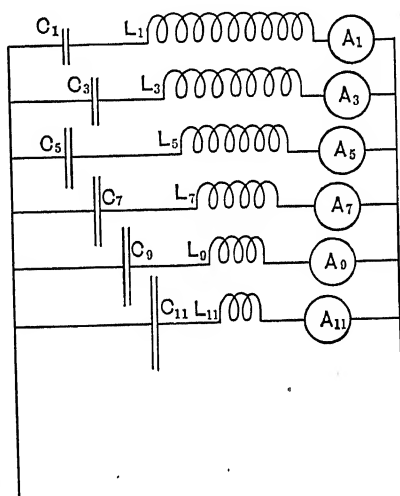 C₁ L₁ A₁
C₃ L₃ A₃
C₅ L₅ A₅
C₇ L₇ A₇
C₉ L₉ A₉
C₁₁ L₁₁ A₁₁